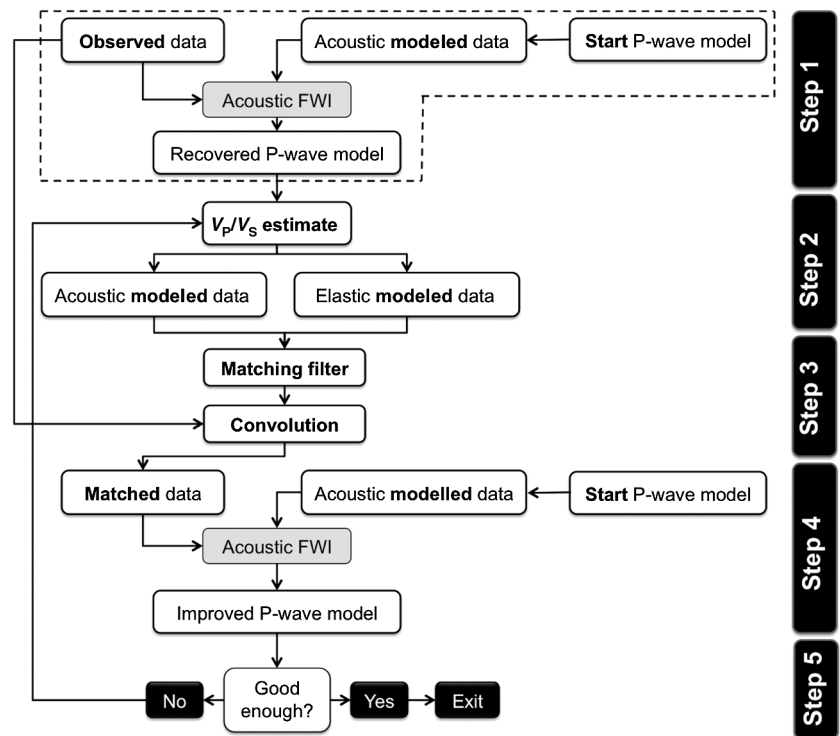 Observed data
Acoustic modeled data
Start P-wave model
Step 1
Acoustic FWI
Recovered P-wave model
VP/VS estimate
Step 2
Acoustic modeled data
Elastic modeled data
Matching filter
Step 3
Convolution
Matched data
Acoustic modelled data
Start P-wave model
Step 4
Acoustic FWI
Improved P-wave model
Step 5
No
Good
enough?
Yes
Exit